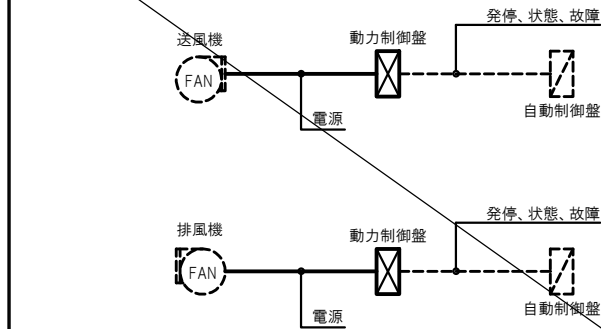 発停、状態、故障
送風機
動力制御盤
FAN
自動制御盤
電源
発停、状態、故障
排風機
動力制御盤
FAN
自動制御盤
電源